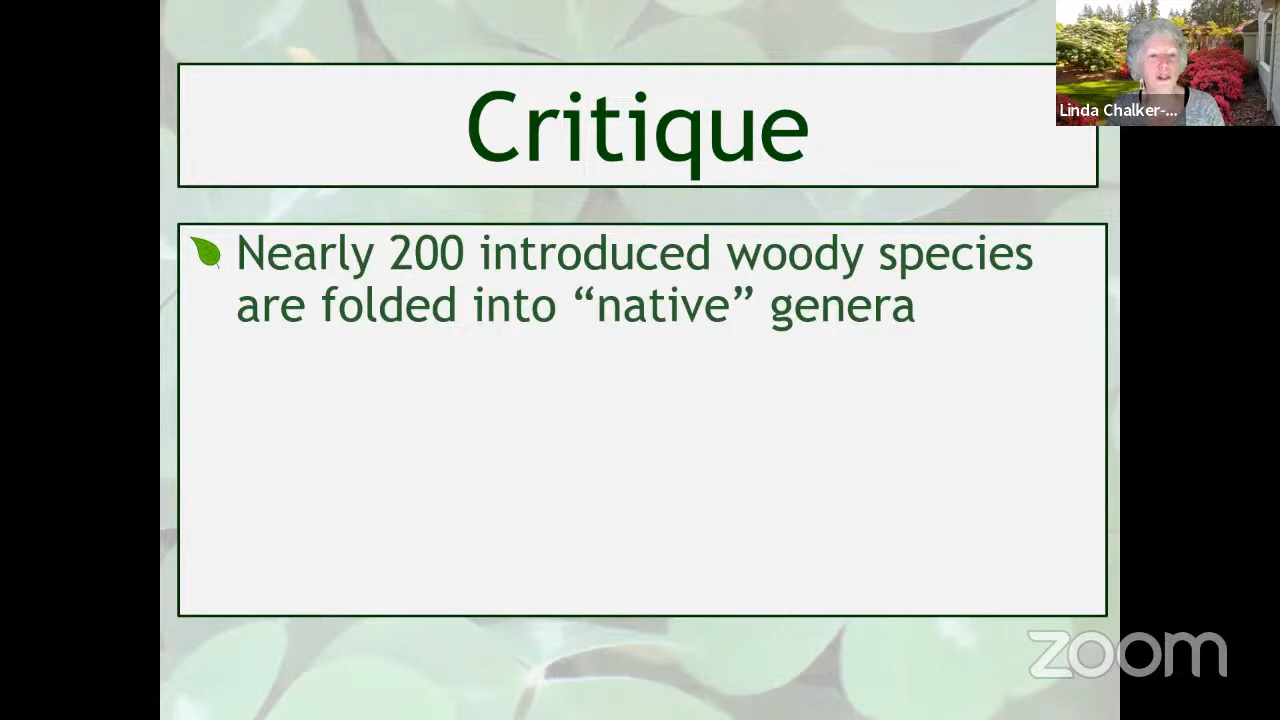 Critique
Linda Chalker-...
Nearly 200 introduced woody species
are folded into “native” genera
zoom